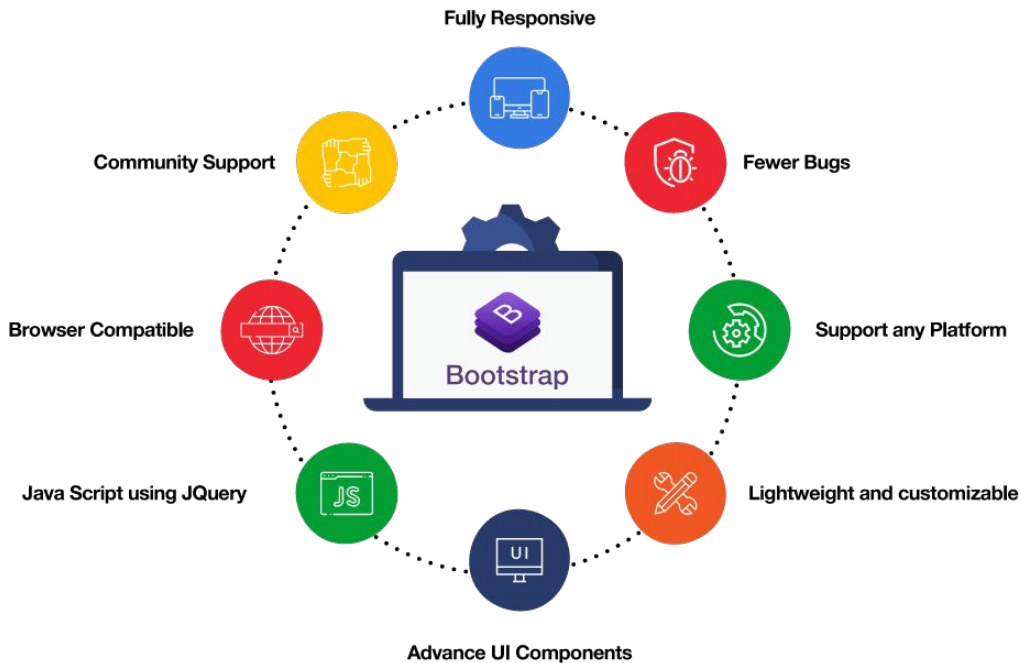 Fully Responsive
Community Support
Fewer Bugs
B
Bootstrap
Browser Compatible
Support any Platform
Java Script using JQuery
JS
Lightweight and customizable
UI
Advance UI Components